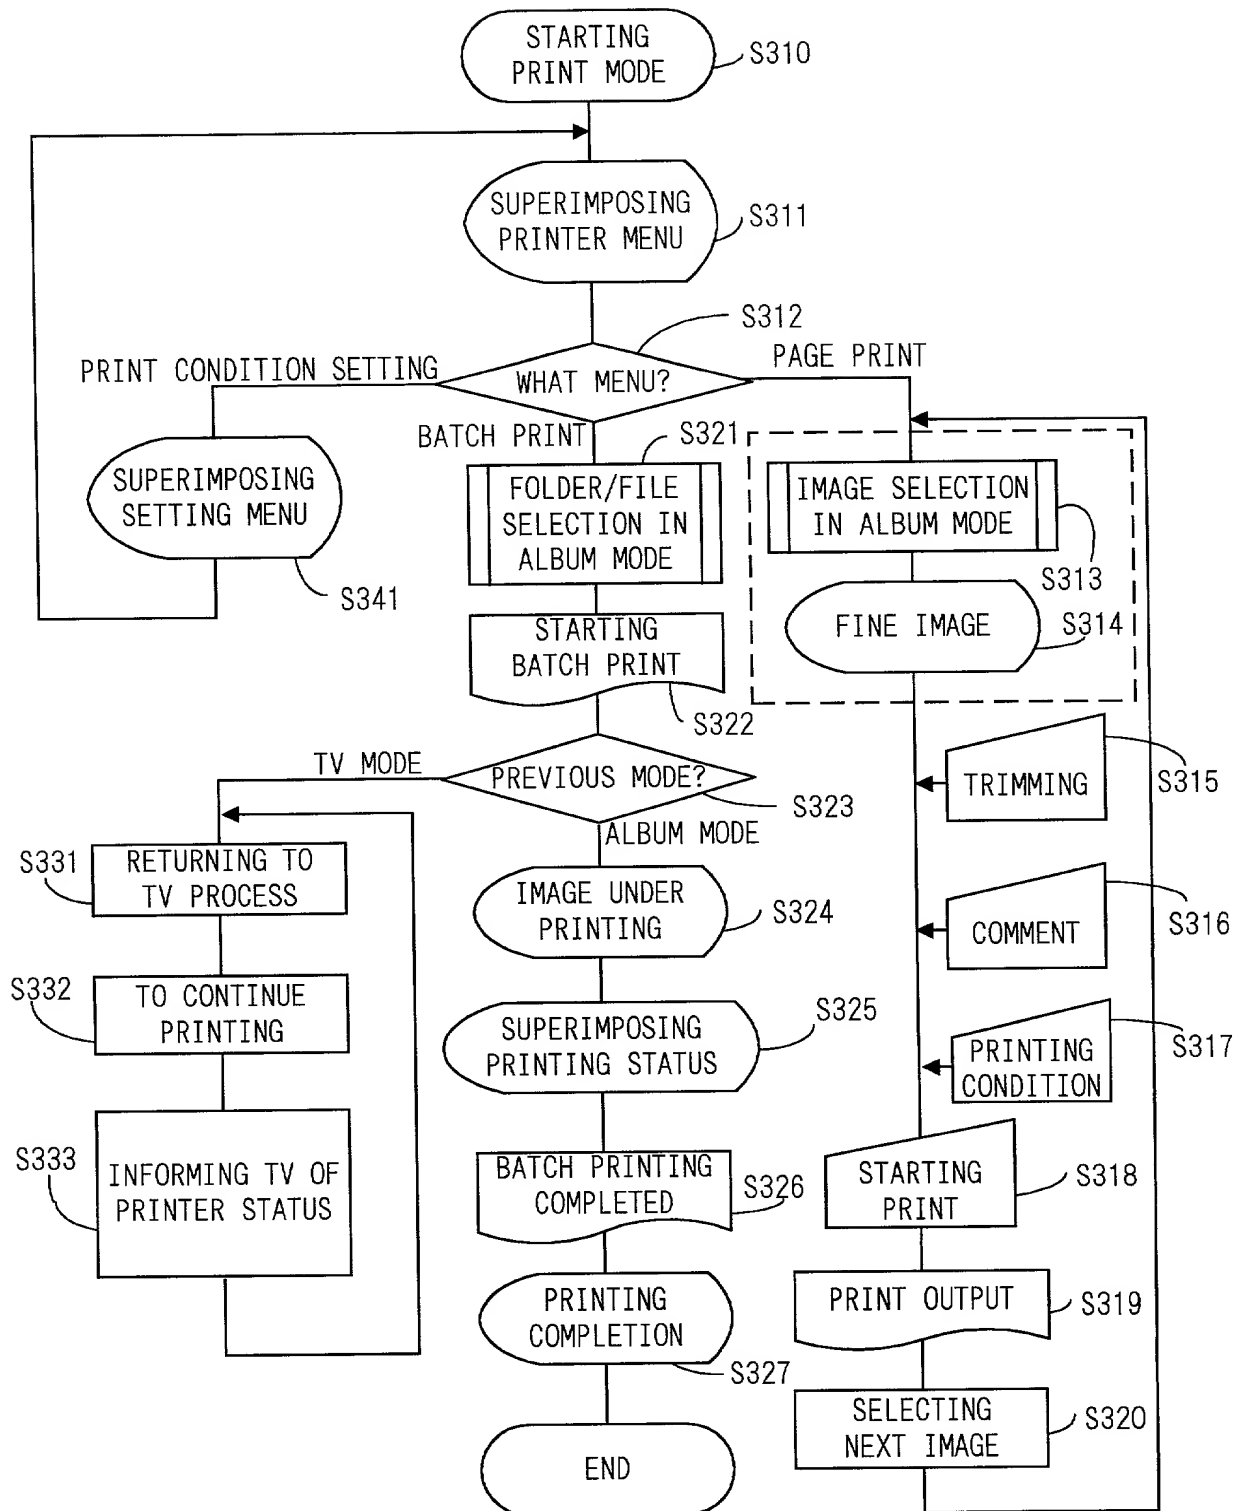 STARTING
PRINT MODE
S310
SUPERIMPOSING
PRINTER MENU
S311
S312
WHAT MENU?
PRINT CONDITION SETTING
PAGE PRINT
BATCH PRINT
SUPERIMPOSING
SETTING MENU
S341
S321
FOLDER/FILE
SELECTION IN
ALBUM MODE
STARTING
BATCH PRINT
S322
IMAGE SELECTION
IN ALBUM MODE
S313
FINE IMAGE
S314
TRIMMING
S315
COMMENT
S316
PRINTING
CONDITION
S317
STARTING
PRINT
S318
PRINT OUTPUT
S319
SELECTING
NEXT IMAGE
S320
PREVIOUS MODE?
S323
TV MODE
ALBUM MODE
S331
RETURNING TO
TV PROCESS
S332
TO CONTINUE
PRINTING
S333
INFORMING TV OF
PRINTER STATUS
IMAGE UNDER
PRINTING
S324
SUPERIMPOSING
PRINTING STATUS
S325
BATCH PRINTING
COMPLETED
S326
PRINTING
COMPLETION
S327
END